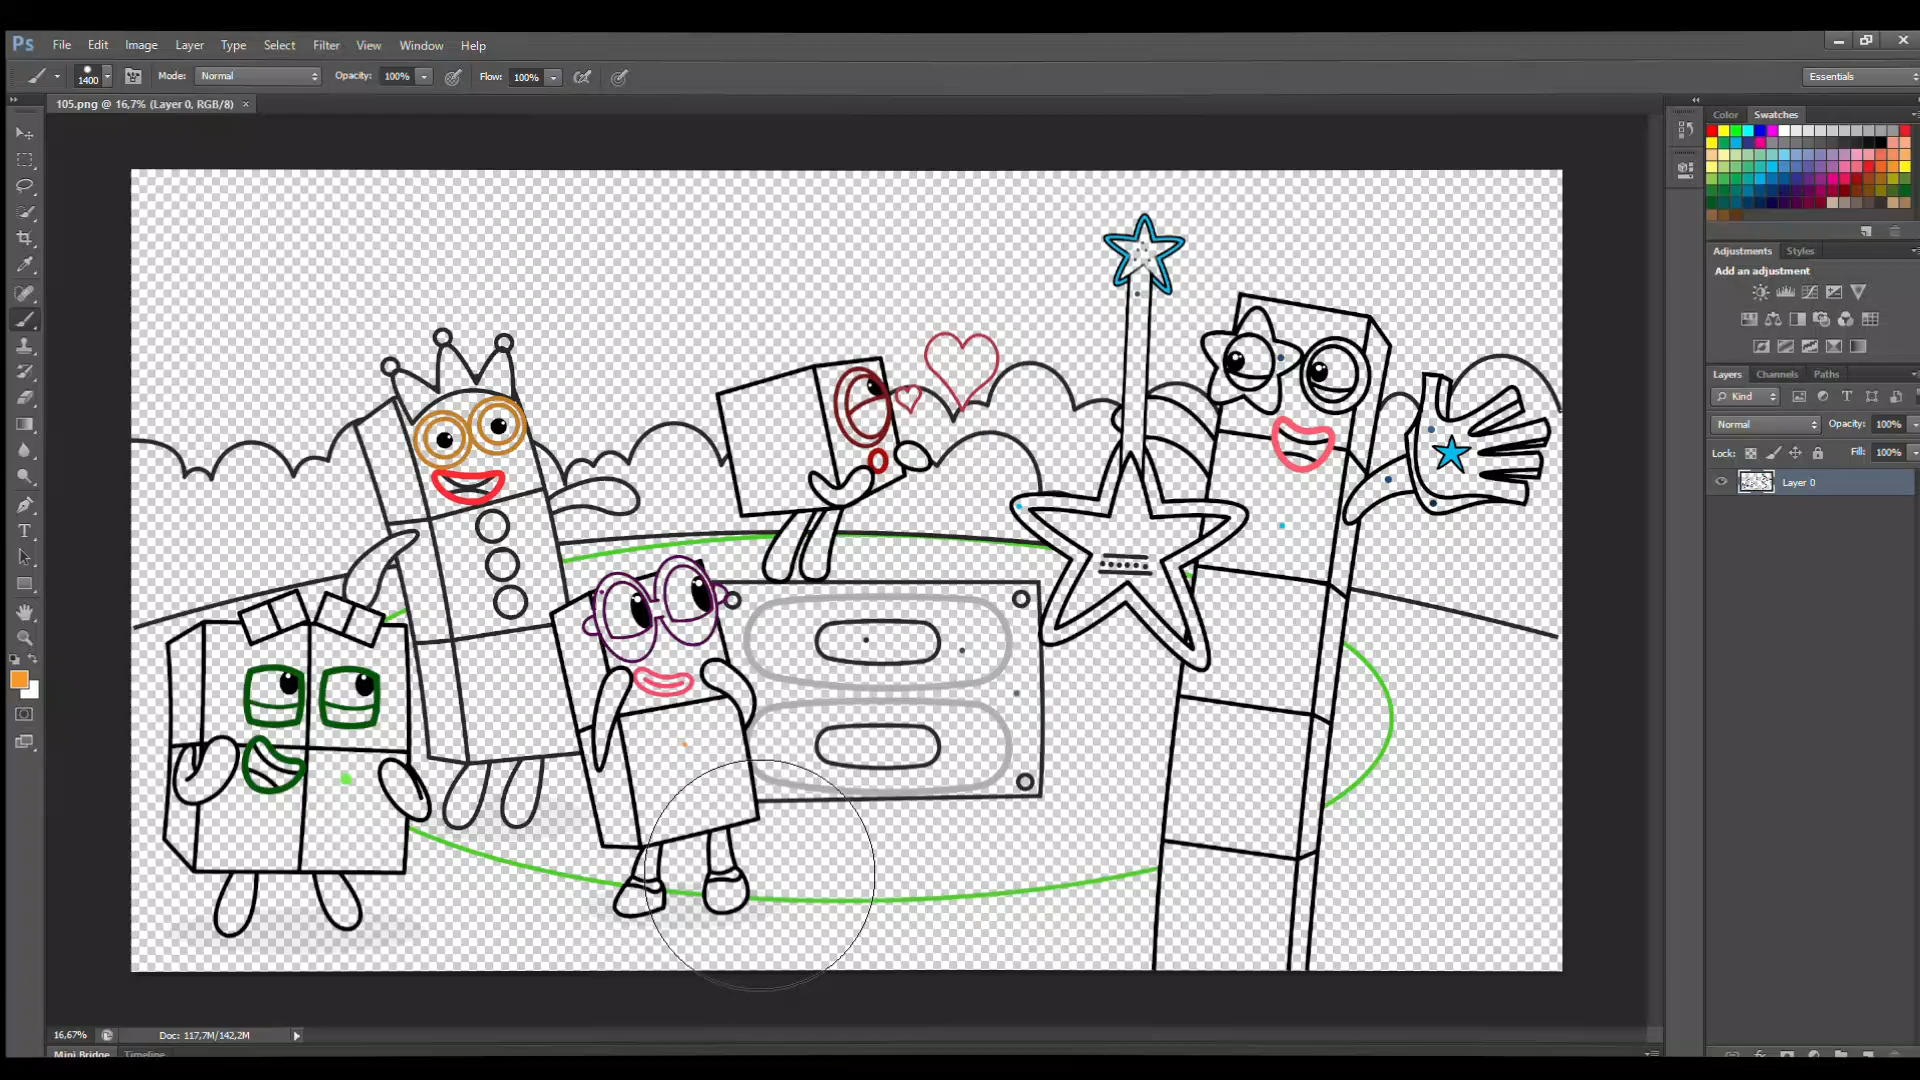 Ps File Edit Image Layer Type Select Filter View Window Help
1400 Mode: Normal Opacity: 100% Flow: 100% Essentials
105.png @ 16,7% (Layer 0, RGB/8) ×
Color Swatches
Adjustments Styles
Add an adjustment
Layers Channels Paths
Kind
Normal Opacity: 100%
Lock: Fill: 100%
Layer 0
16,67% Doc: 117,7M/142,2M
Mini Bridge Timeline